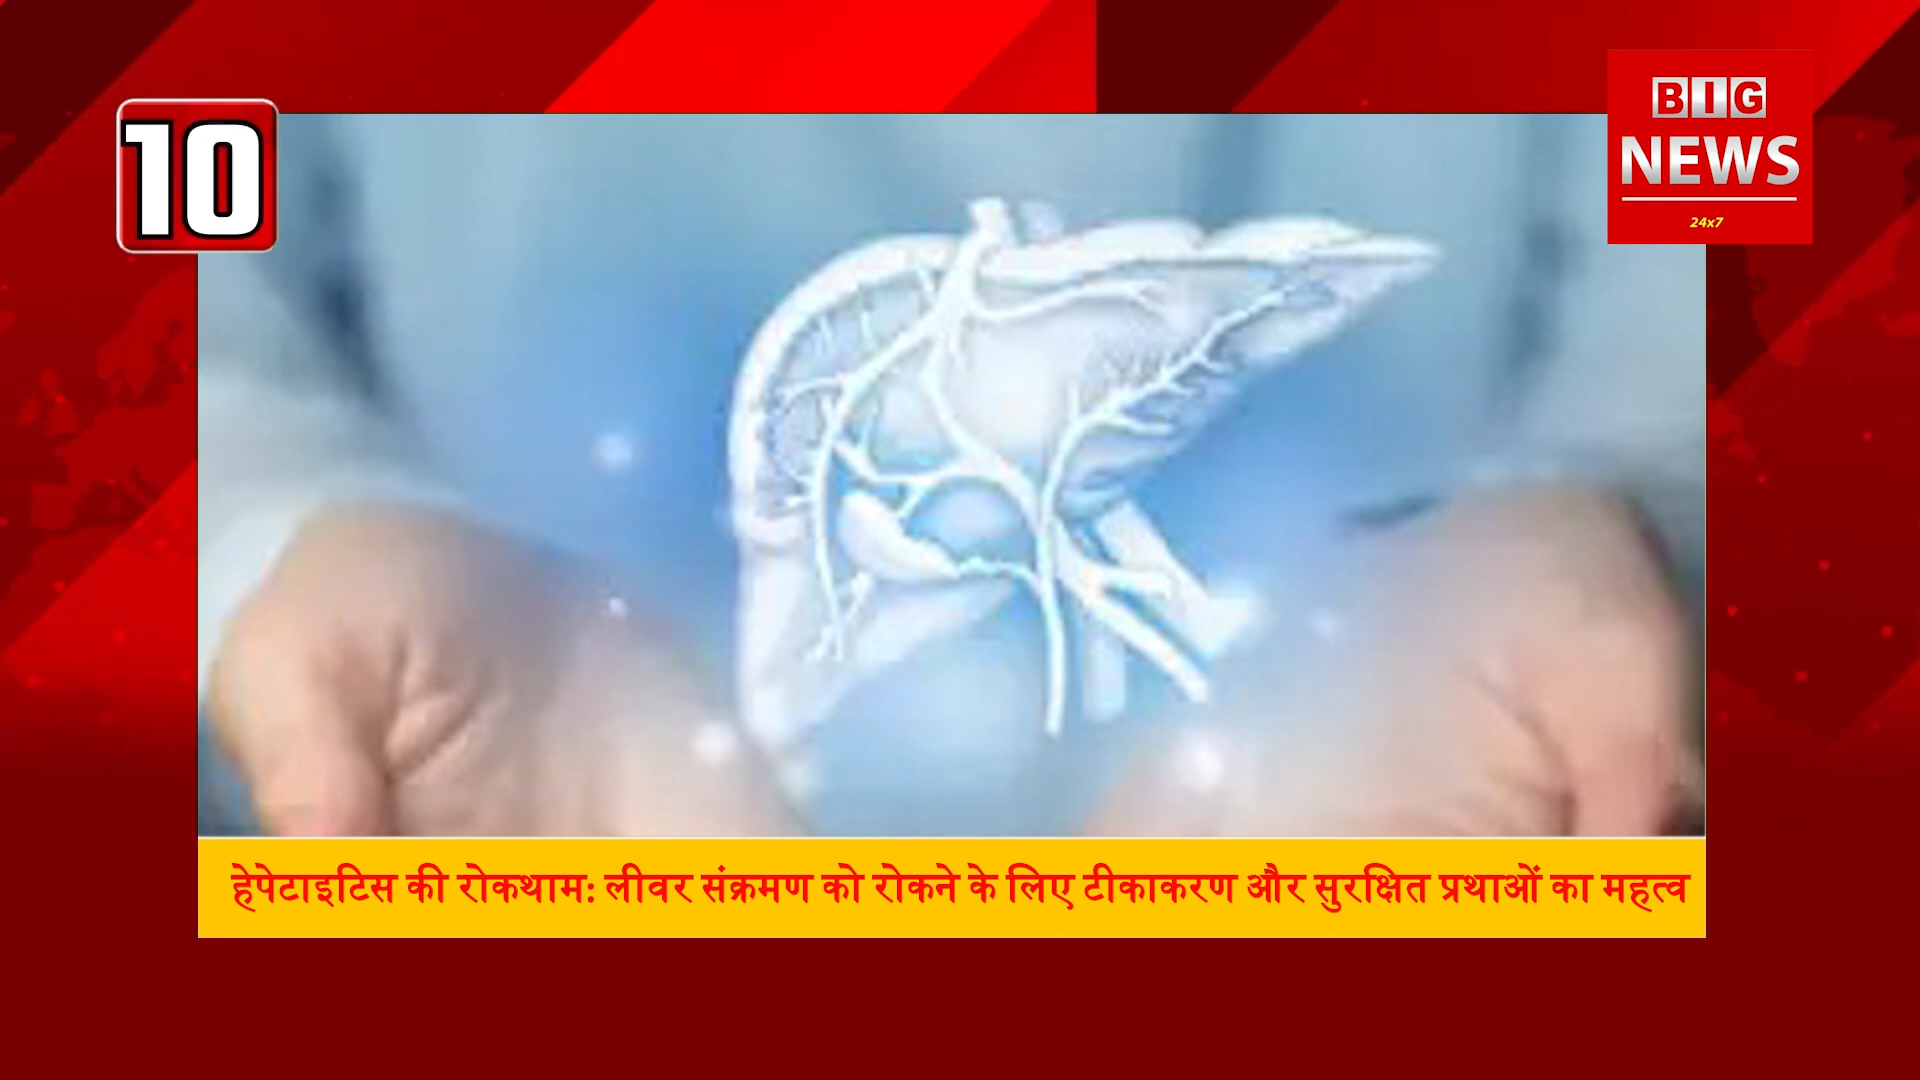 10
BIG
NEWS
24x7
हेपेटाइटिस की रोकथाम: लीवर संक्रमण को रोकने के लिए टीकाकरण और सुरक्षित प्रथाओं का महत्व